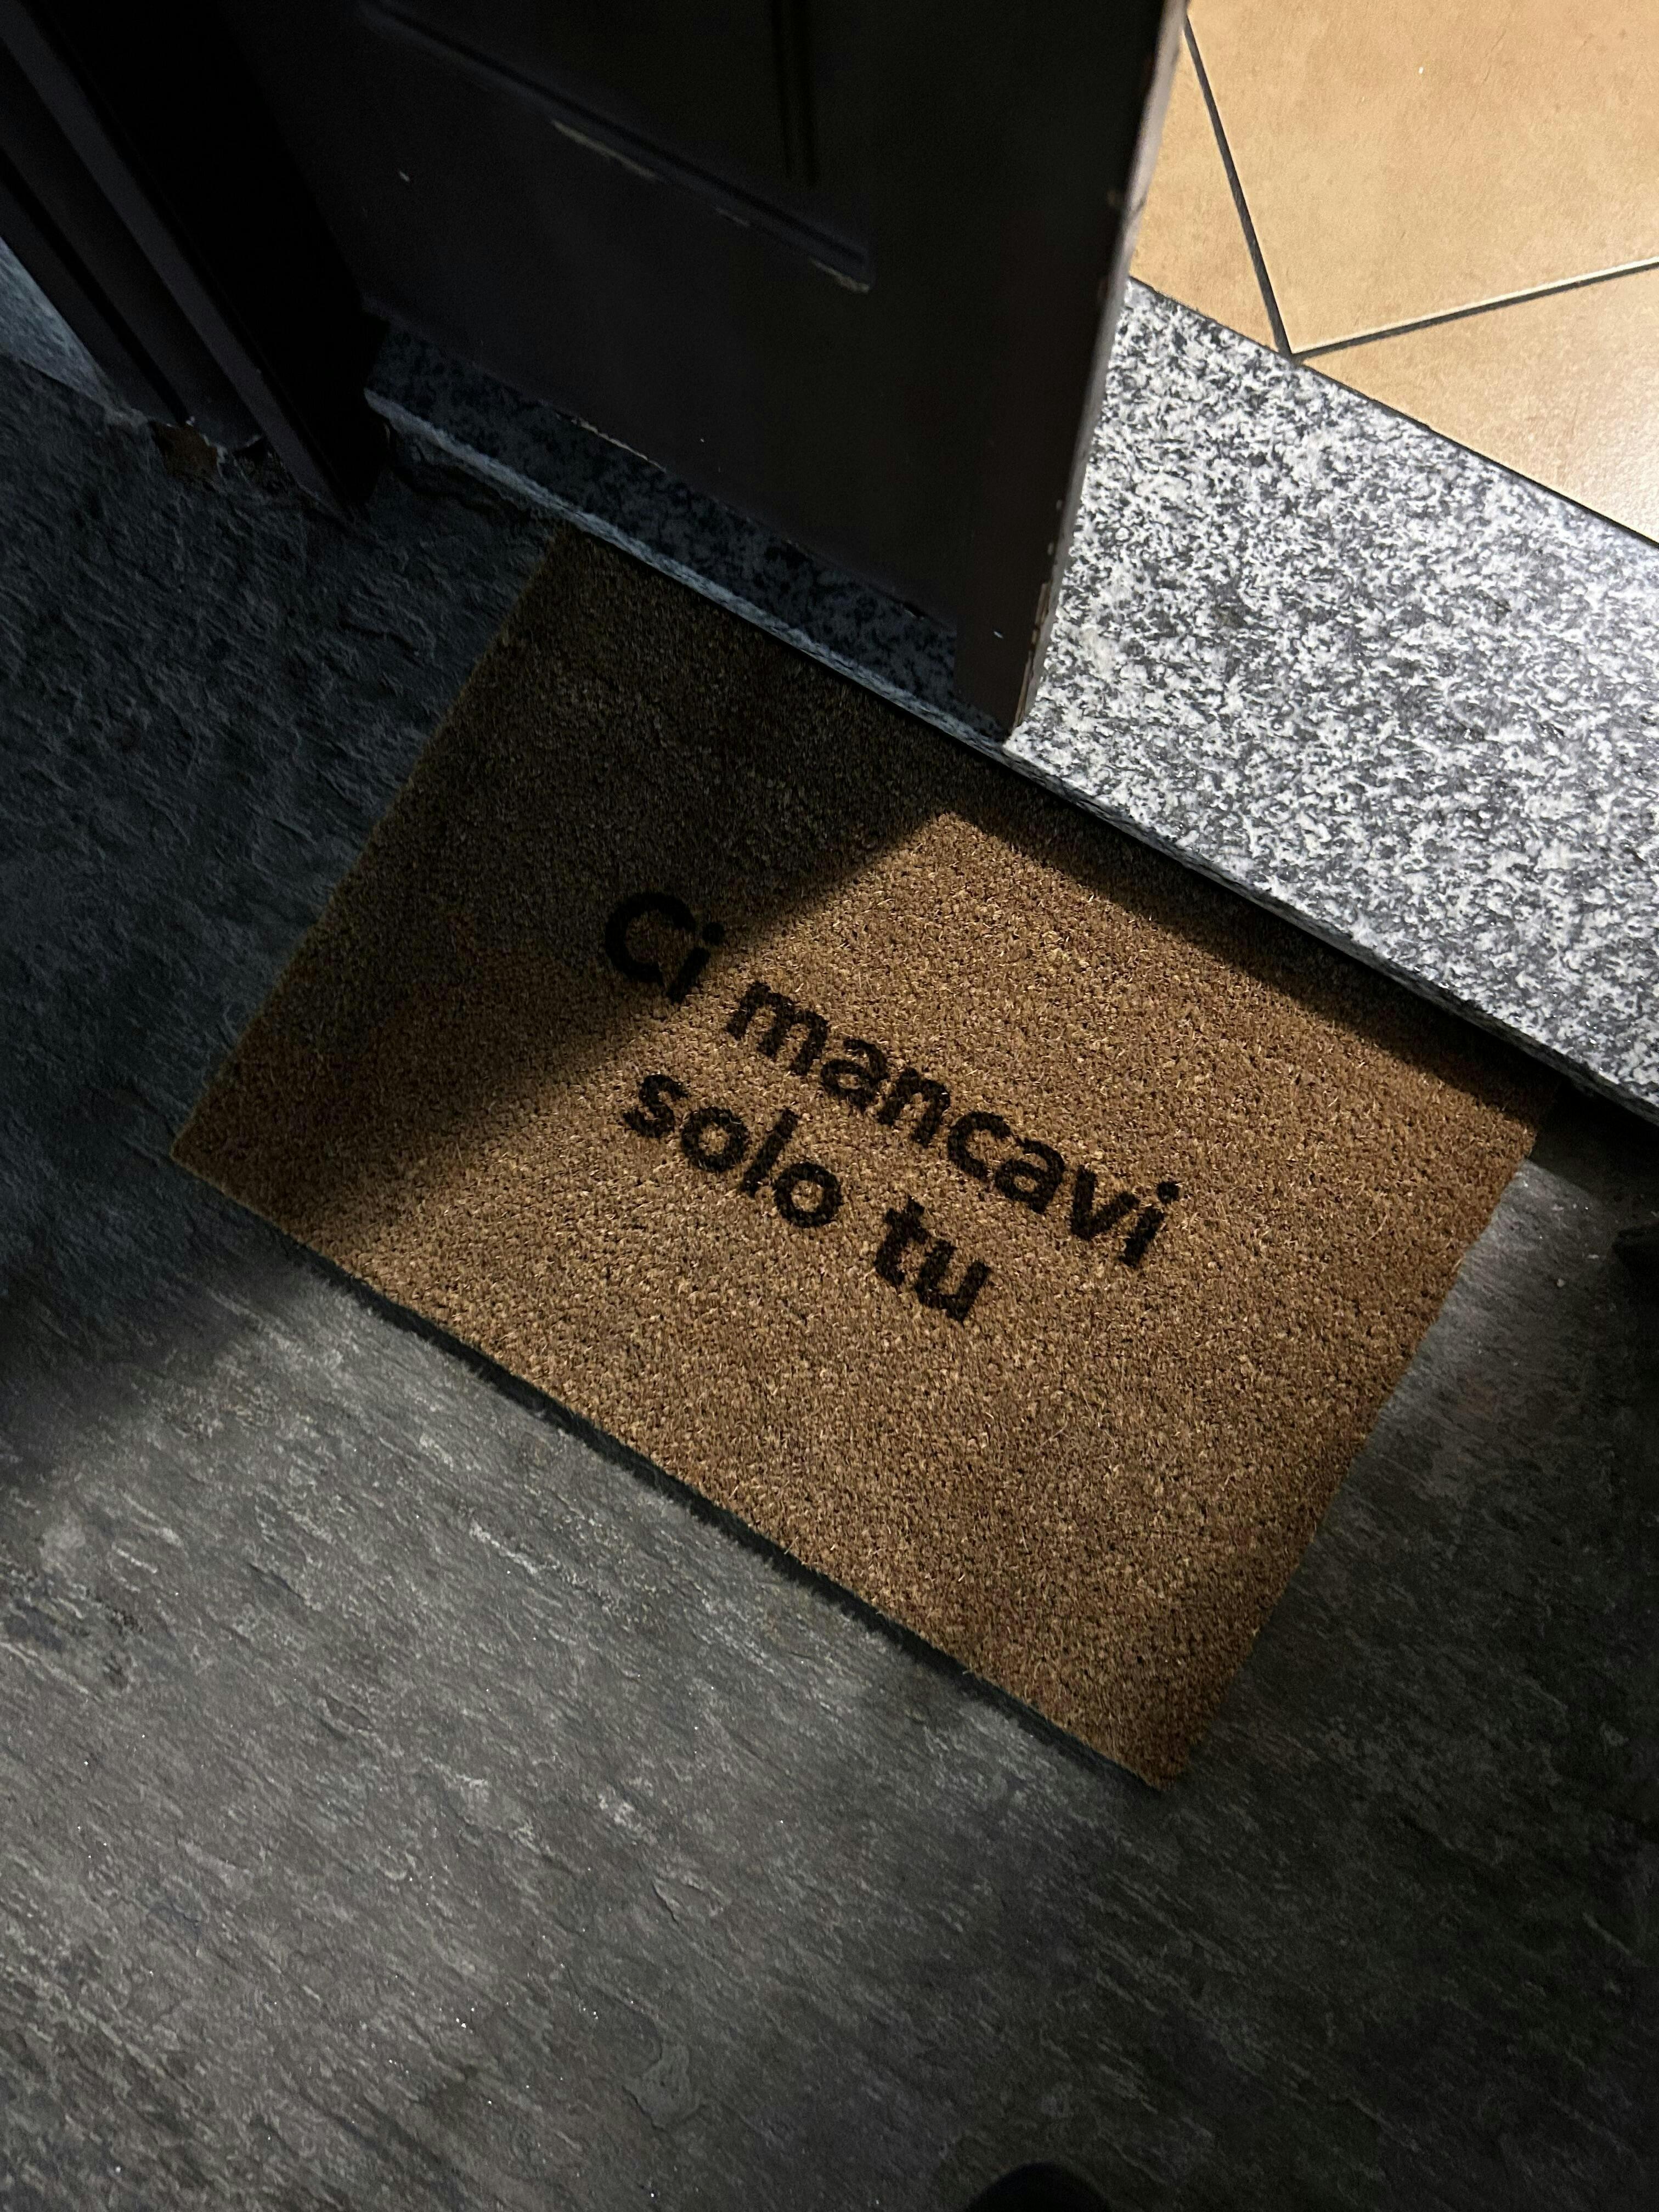 Ci mancavi
solo tu